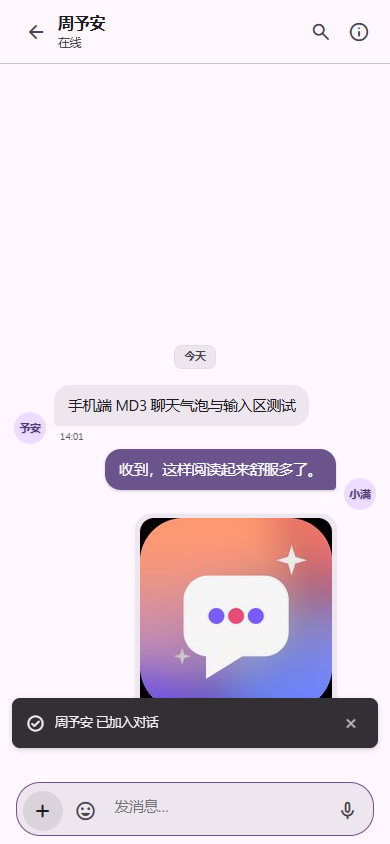 周予安
在线
今天
手机端 MD3 聊天气泡与输入区测试
予安
14:01
收到，这样阅读起来舒服多了。
小满
周予安 已加入对话
发消息...